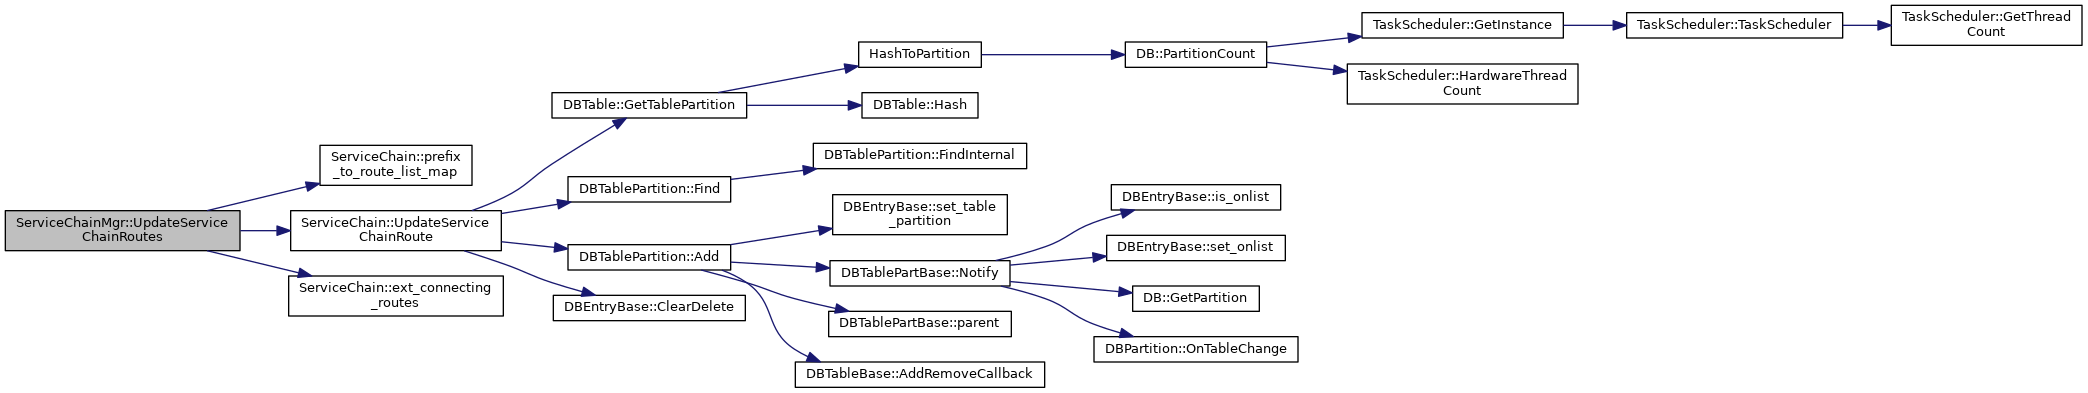 ServiceChainMgr::UpdateService
ChainRoutes
ServiceChain::prefix
_to_route_list_map
ServiceChain::UpdateService
ChainRoute
ServiceChain::ext_connecting
_routes
DBTable::GetTablePartition
DBTablePartition::Find
DBTablePartition::Add
DBEntryBase::ClearDelete
HashToPartition
DBTable::Hash
DBTablePartition::FindInternal
DBEntryBase::set_table
_partition
DBTablePartBase::Notify
DBTablePartBase::parent
DBTableBase::AddRemoveCallback
DB::PartitionCount
DBEntryBase::is_onlist
DBEntryBase::set_onlist
DB::GetPartition
DBPartition::OnTableChange
TaskScheduler::GetInstance
TaskScheduler::HardwareThread
Count
TaskScheduler::TaskScheduler
TaskScheduler::GetThread
Count